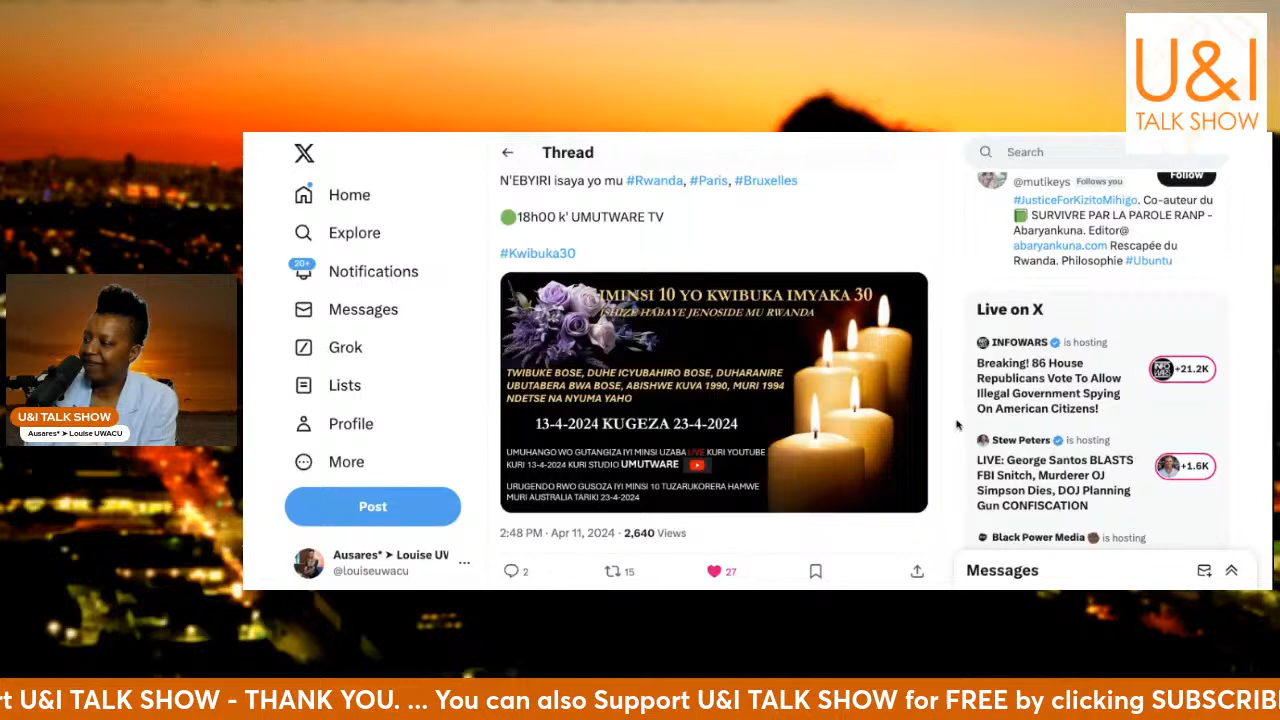 U&I
TALK SHOW
Home
Explore
20+
Notifications
Messages
Grok
Lists
Profile
More
Post
Ausares* ➤ Louise UV
@louiseuwacu
Thread
N'EBYIRI isaya yo mu #Rwanda, #Paris, #Bruxelles
🟢18h00 k' UMUTWARE TV
#Kwibuka30
IMINSI 10 YO KWIBUKA IMYAKA 30
ISHIZE HABAYE JENOSIDE MU RWANDA
TWIBUKE BOSE, DUHE ICYUBAHIRO BOSE, DUHARANIRE
UBUTABERA BWA BOSE, ABISHWE KUVA 1990, MURI 1994
NDETSE NA NYUMA YAHO
13-4-2024 KUGEZA 23-4-2024
UMUHANGO WO GUTANGIZA IYI MINSI UZABA LIVE KURI YOUTUBE
KURI 13-4-2024 KURI STUDIO UMUTWARE
URUGENDO RWO GUSOZA IYI MINSI 10 TUZARUKORERA HAMWE
MURI AUSTRALIA TARIKI 23-4-2024
2:48 PM · Apr 11, 2024 · 2,640 Views
2 15 27
Search
@mutikeys Follows you
Follow
#JusticeForKizitoMihigo. Co-auteur du
📗 SURVIVRE PAR LA PAROLE RANP -
Abaryankuna. Editor@
abaryankuna.com Rescapée du
Rwanda. Philosophie #Ubuntu
Live on X
INFOWARS is hosting
Breaking! 86 House
Republicans Vote To Allow
Illegal Government Spying
On American Citizens!
+21.2K
Stew Peters is hosting
LIVE: George Santos BLASTS
FBI Snitch, Murderer OJ
Simpson Dies, DOJ Planning
Gun CONFISCATION
+1.6K
Black Power Media is hosting
Messages
U&I TALK SHOW
Ausares* ➤ Louise UWACU
rt U&I TALK SHOW - THANK YOU. ... You can also Support U&I TALK SHOW for FREE by clicking SUBSCRIB